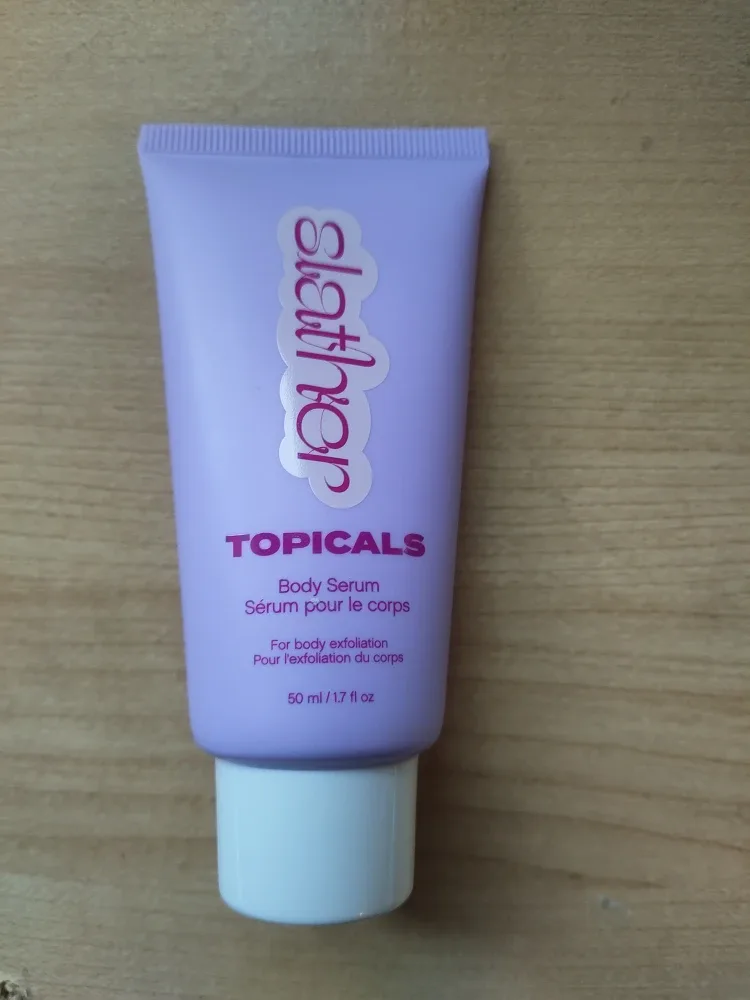 slather
TOPICALS
Body Serum
Sérum pour le corps
For body exfoliation
Pour l'exfoliation du corps
50 ml / 1.7 fl oz